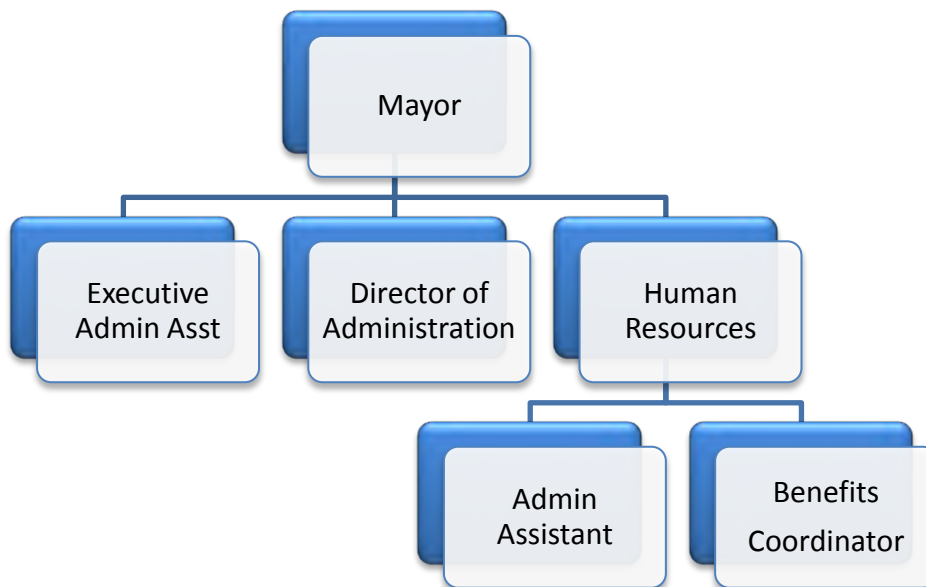 Mayor
Executive
Admin Asst
Director of
Administration
Human
Resources
Admin
Assistant
Benefits
Coordinator